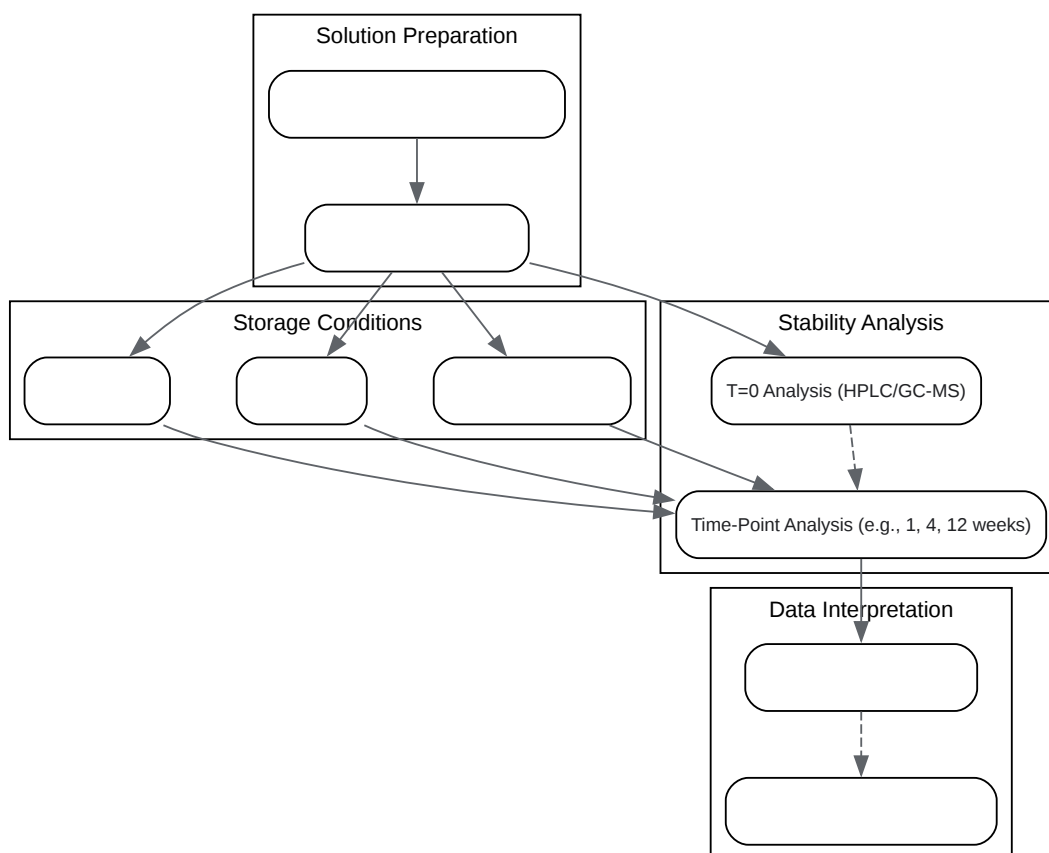 Solution Preparation
Storage Conditions
Stability Analysis
T=0 Analysis (HPLC/GC-MS)
Time-Point Analysis (e.g., 1, 4, 12 weeks)
Data Interpretation